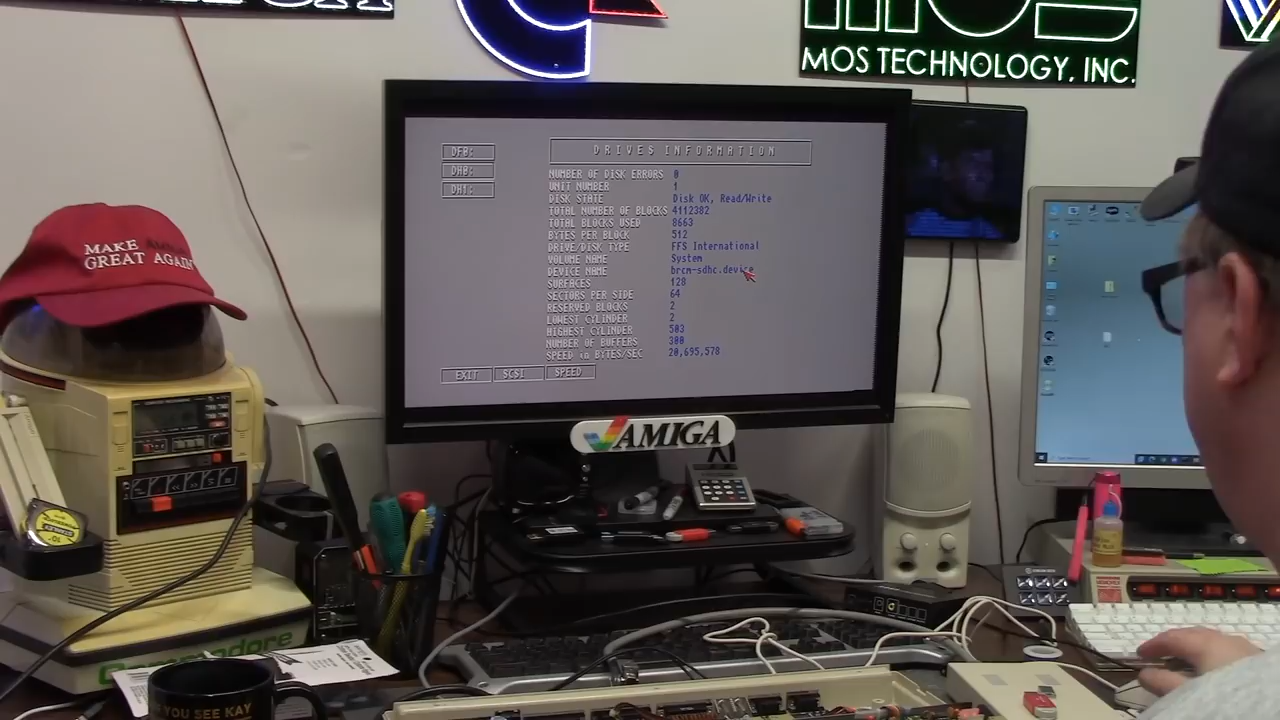 MOS TECHNOLOGY, INC.
DF0:
DH0:
DH1:
DRIVES INFORMATION
NUMBER OF DISK ERRORS 0
UNIT NUMBER 1
DISK STATE Disk OK, Read/Write
TOTAL NUMBER OF BLOCKS 4112382
TOTAL BLOCKS USED 8663
BYTES PER BLOCK 512
DRIVE/DISK TYPE FFS International
VOLUME NAME System
DEVICE NAME brcm-sdhc.device
SURFACES 128
SECTORS PER SIDE 64
RESERVED BLOCKS 2
LOWEST CYLINDER 2
HIGHEST CYLINDER 503
NUMBER OF BUFFERS 300
SPEED in BYTES/SEC 20,695,578
EXIT SCSI SPEED
AMIGA
MAKE AMIGA
GREAT AGAIN
Commodore
YOU SEE KAY